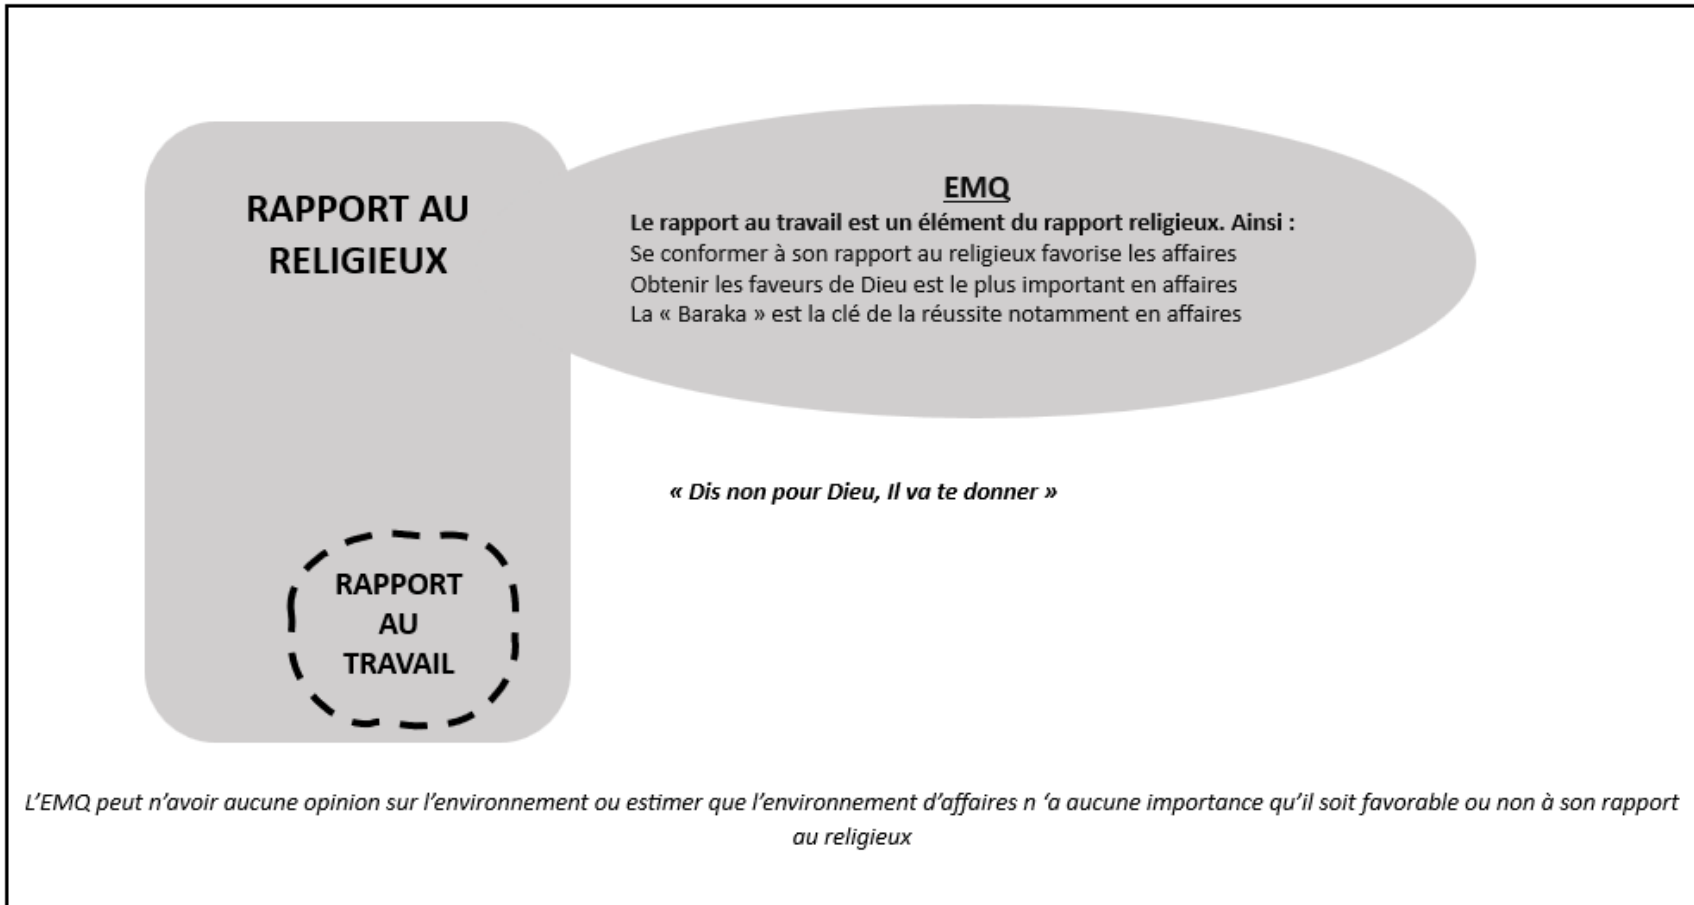 RAPPORT AU
RELIGIEUX
EMQ
Le rapport au travail est un élément du rapport religieux. Ainsi :
Se conformer à son rapport au religieux favorise les affaires
Obtenir les faveurs de Dieu est le plus important en affaires
La « Baraka » est la clé de la réussite notamment en affaires
« Dis non pour Dieu, Il va te donner »
RAPPORT
AU
TRAVAIL
L’EMQ peut n’avoir aucune opinion sur l’environnement ou estimer que l’environnement d’affaires n ‘a aucune importance qu’il soit favorable ou non à son rapport
au religieux